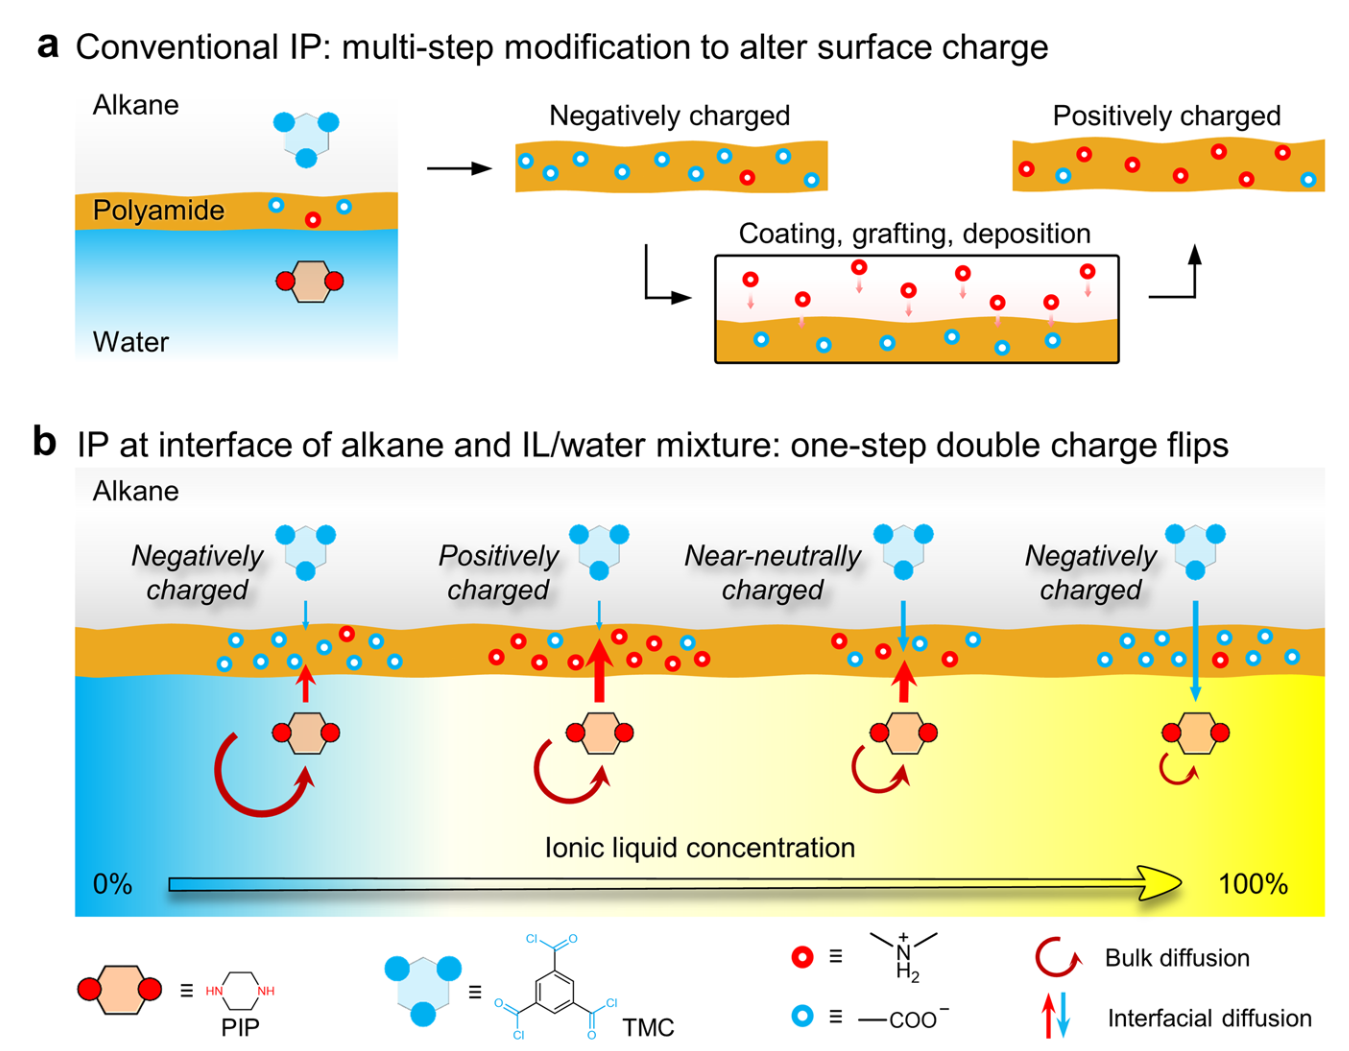 a Conventional IP: multi-step modification to alter surface charge
Alkane
Polyamide
Water
Negatively charged
Positively charged
Coating, grafting, deposition
b IP at interface of alkane and IL/water mixture: one-step double charge flips
Alkane
Negatively
charged
Positively
charged
Near-neutrally
charged
Negatively
charged
Ionic liquid concentration
0%
100%
≡ HN NH
PIP
≡ Cl O O Cl Cl O
TMC
≡ + N H2
≡ —COO⁻
Bulk diffusion
Interfacial diffusion